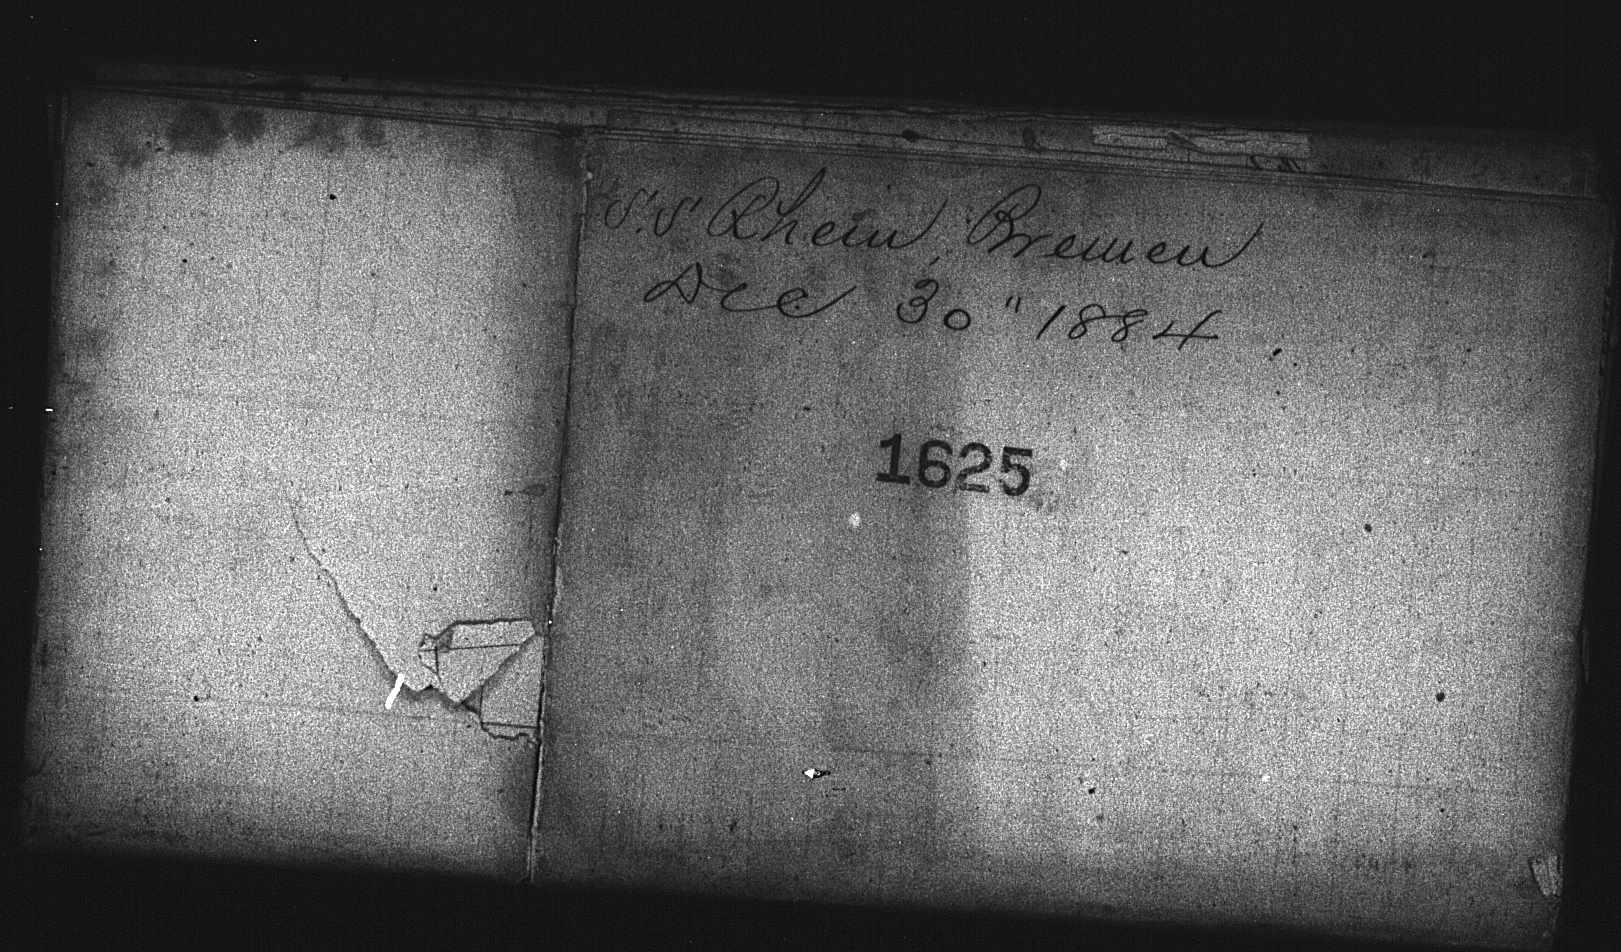 S.S. Rhein, Bremen
Dec 30" 1884.
1625